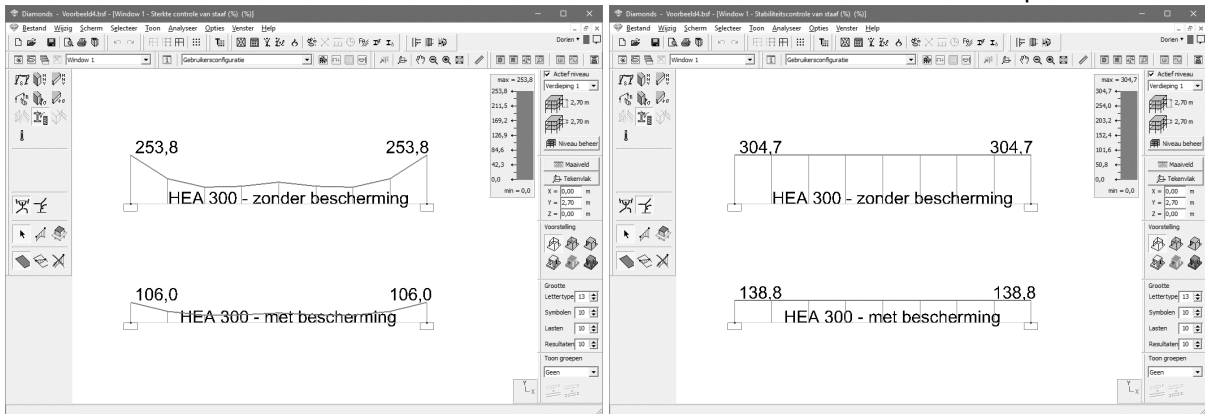 Diamonds - Voorbeeld4.bsf - [Window 1 - Sterkte controle van staaf (%) (%)]
Bestand Wijzig Scherm Selecteer Toon Analyseer Opties Venster Help
Dorien
Window 1
Gebruikersconfiguratie
max = 253,8
253,8
211,5
169,2
126,9
84,6
42,3
0,0
min = 0,0
Actief niveau
Verdieping 1
2,70 m
2,70 m
Niveau beheer
Maaiveld
Tekenvlak
X = 0,00 m
Y = 2,70 m
Z = 0,00 m
Voorstelling
Grootte
Lettertype 13
Symbolen 10
Lasten 10
Resultaten 10
Toon groepen
Geen
253,8 253,8
HEA 300 - zonder bescherming
106,0 106,0
HEA 300 - met bescherming
Y
X
Diamonds - Voorbeeld4.bsf - [Window 1 - Stabiliteitscontrole van staaf (%) (%)]
Bestand Wijzig Scherm Selecteer Toon Analyseer Opties Venster Help
Dorien
Window 1
Gebruikersconfiguratie
max = 304,7
304,7
254,0
203,2
152,4
101,6
50,8
0,0
min = 0,0
Actief niveau
Verdieping 1
2,70 m
2,70 m
Niveau beheer
Maaiveld
Tekenvlak
X = 0,00 m
Y = 2,70 m
Z = 0,00 m
Voorstelling
Grootte
Lettertype 13
Symbolen 10
Lasten 10
Resultaten 10
Toon groepen
Geen
304,7 304,7
HEA 300 - zonder bescherming
138,8 138,8
HEA 300 - met bescherming
Y
X